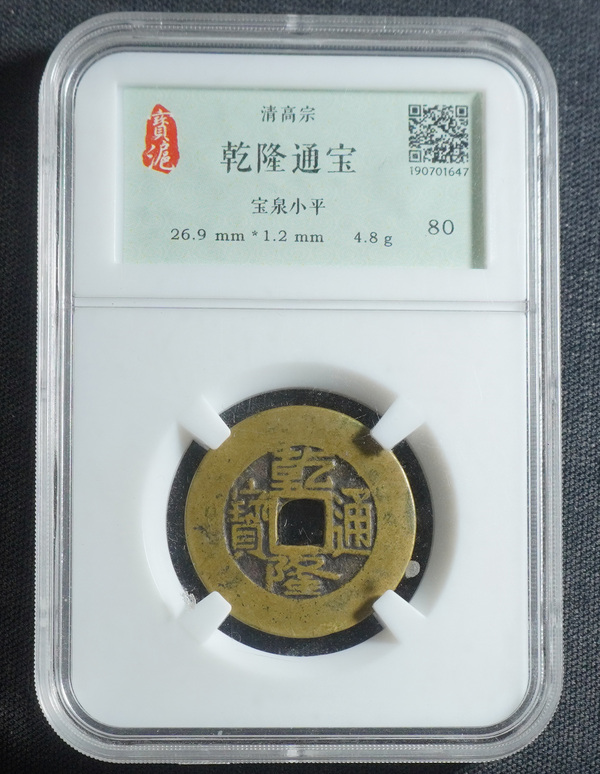 寶滬
清高宗
乾隆通宝
宝泉小平
26.9 mm * 1.2 mm 4.8 g
80
190701647
乾隆通寶